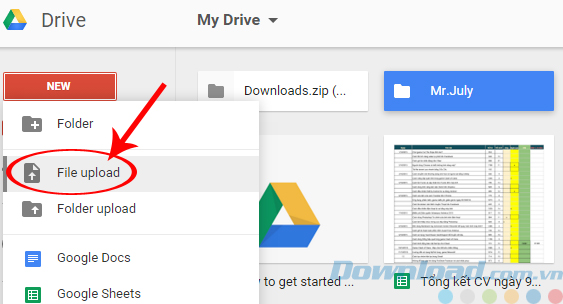 Drive
My Drive
NEW
Downloads.zip (...
Mr.July
Folder
File upload
Folder upload
Google Docs
Google Sheets
to get started
Tổng kết CV ngày 9...
Download.com.vn